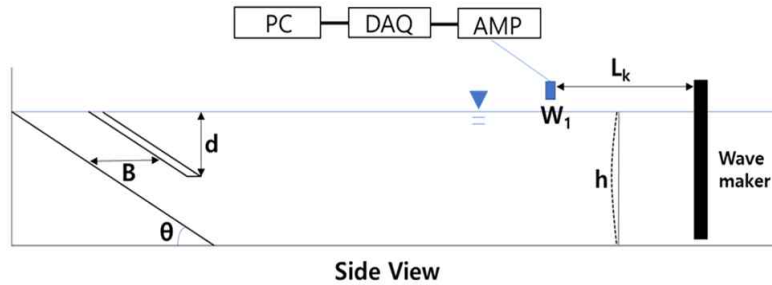 PC DAQ AMP
Lₖ
W₁
d
B
h
Wave
maker
θ
Side View